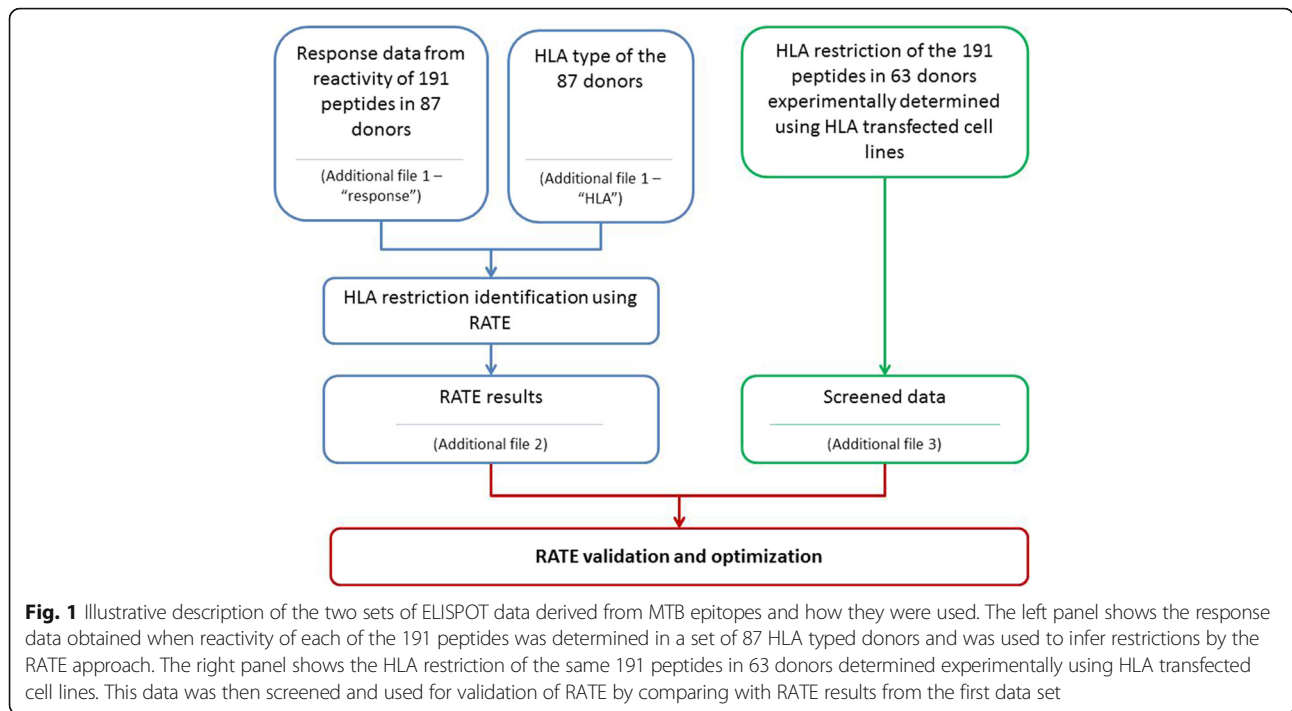 Response data from
reactivity of 191
peptides in 87
donors
(Additional file 1 –
“response”)
HLA type of the
87 donors
(Additional file 1 –
“HLA”)
HLA restriction of the 191
peptides in 63 donors
experimentally determined
using HLA transfected cell
lines
HLA restriction identification using
RATE
RATE results
(Additional file 2)
Screened data
(Additional file 3)
RATE validation and optimization
Fig. 1 Illustrative description of the two sets of ELISPOT data derived from MTB epitopes and how they were used. The left panel shows the response
data obtained when reactivity of each of the 191 peptides was determined in a set of 87 HLA typed donors and was used to infer restrictions by the
RATE approach. The right panel shows the HLA restriction of the same 191 peptides in 63 donors determined experimentally using HLA transfected
cell lines. This data was then screened and used for validation of RATE by comparing with RATE results from the first data set